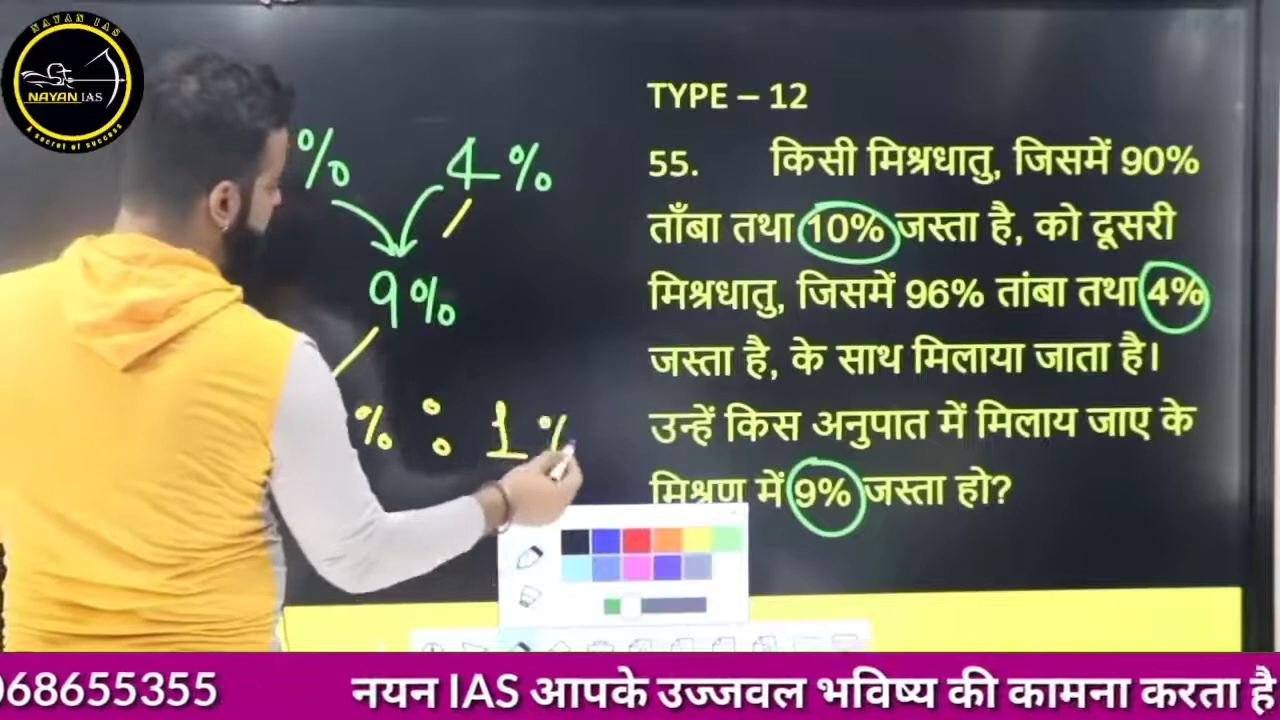 NAYAN IAS
NAYAN IAS
A secret of success
TYPE – 12
55. किसी मिश्रधातु, जिसमें 90%
ताँबा तथा 10% जस्ता है, को दूसरी
मिश्रधातु, जिसमें 96% तांबा तथा 4%
जस्ता है, के साथ मिलाया जाता है।
उन्हें किस अनुपात में मिलाय जाए के
मिश्रण में 9% जस्ता हो?
% 4%
9%
% : 1%
068655355 नयन IAS आपके उज्जवल भविष्य की कामना करता है